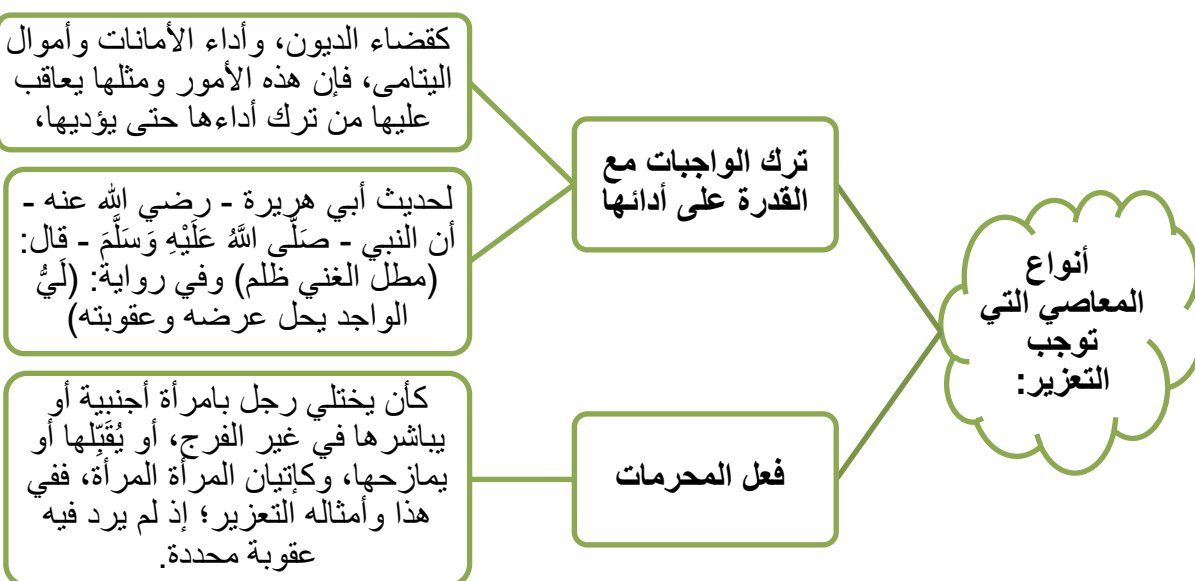 أنواع
المعاصي التي
توجب
التعزير:
ترك الواجبات مع
القدرة على أدائها
كقضاء الديون، وأداء الأمانات وأموال
اليتامى، فإن هذه الأمور ومثلها يعاقب
عليها من ترك أداءها حتى يؤديها،
لحديث أبي هريرة - رضي الله عنه -
أن النبي - صَلَّى اللَّهُ عَلَيْهِ وَسَلَّمَ - قال:
(مطل الغني ظلم) وفي رواية: (لَيُّ
الواجد يحل عرضه وعقوبته)
فعل المحرمات
كأن يختلي رجل بامرأة أجنبية أو
يباشرها في غير الفرج، أو يُقَبِّلها أو
يمازحها، وكإتيان المرأة المرأة، ففي
هذا وأمثاله التعزير؛ إذ لم يرد فيه
عقوبة محددة.